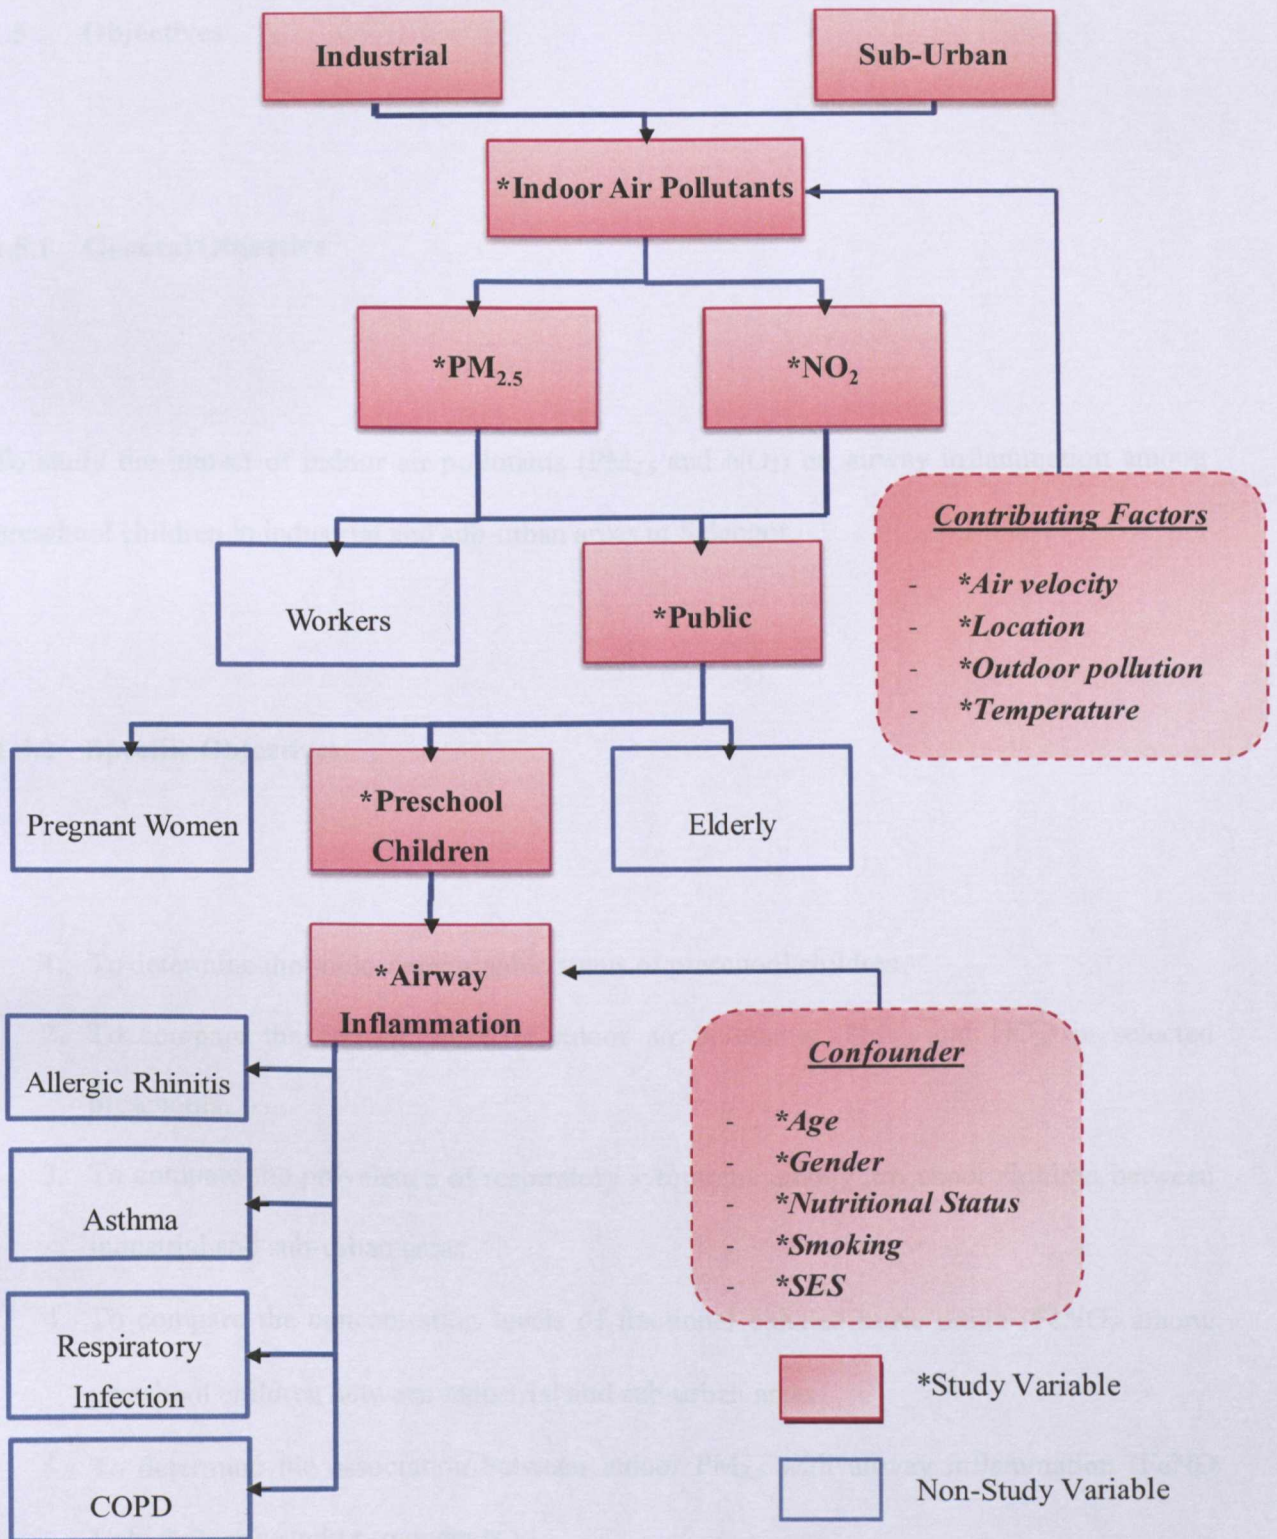 Industrial
Sub-Urban
*Indoor Air Pollutants
*PM2.5
*NO2
Contributing Factors
- *Air velocity
- *Location
- *Outdoor pollution
- *Temperature
Workers
*Public
Pregnant Women
*Preschool
Children
Elderly
*Airway
Inflammation
Allergic Rhinitis
Asthma
Respiratory
Infection
COPD
Confounder
- *Age
- *Gender
- *Nutritional Status
- *Smoking
- *SES
*Study Variable
Non-Study Variable